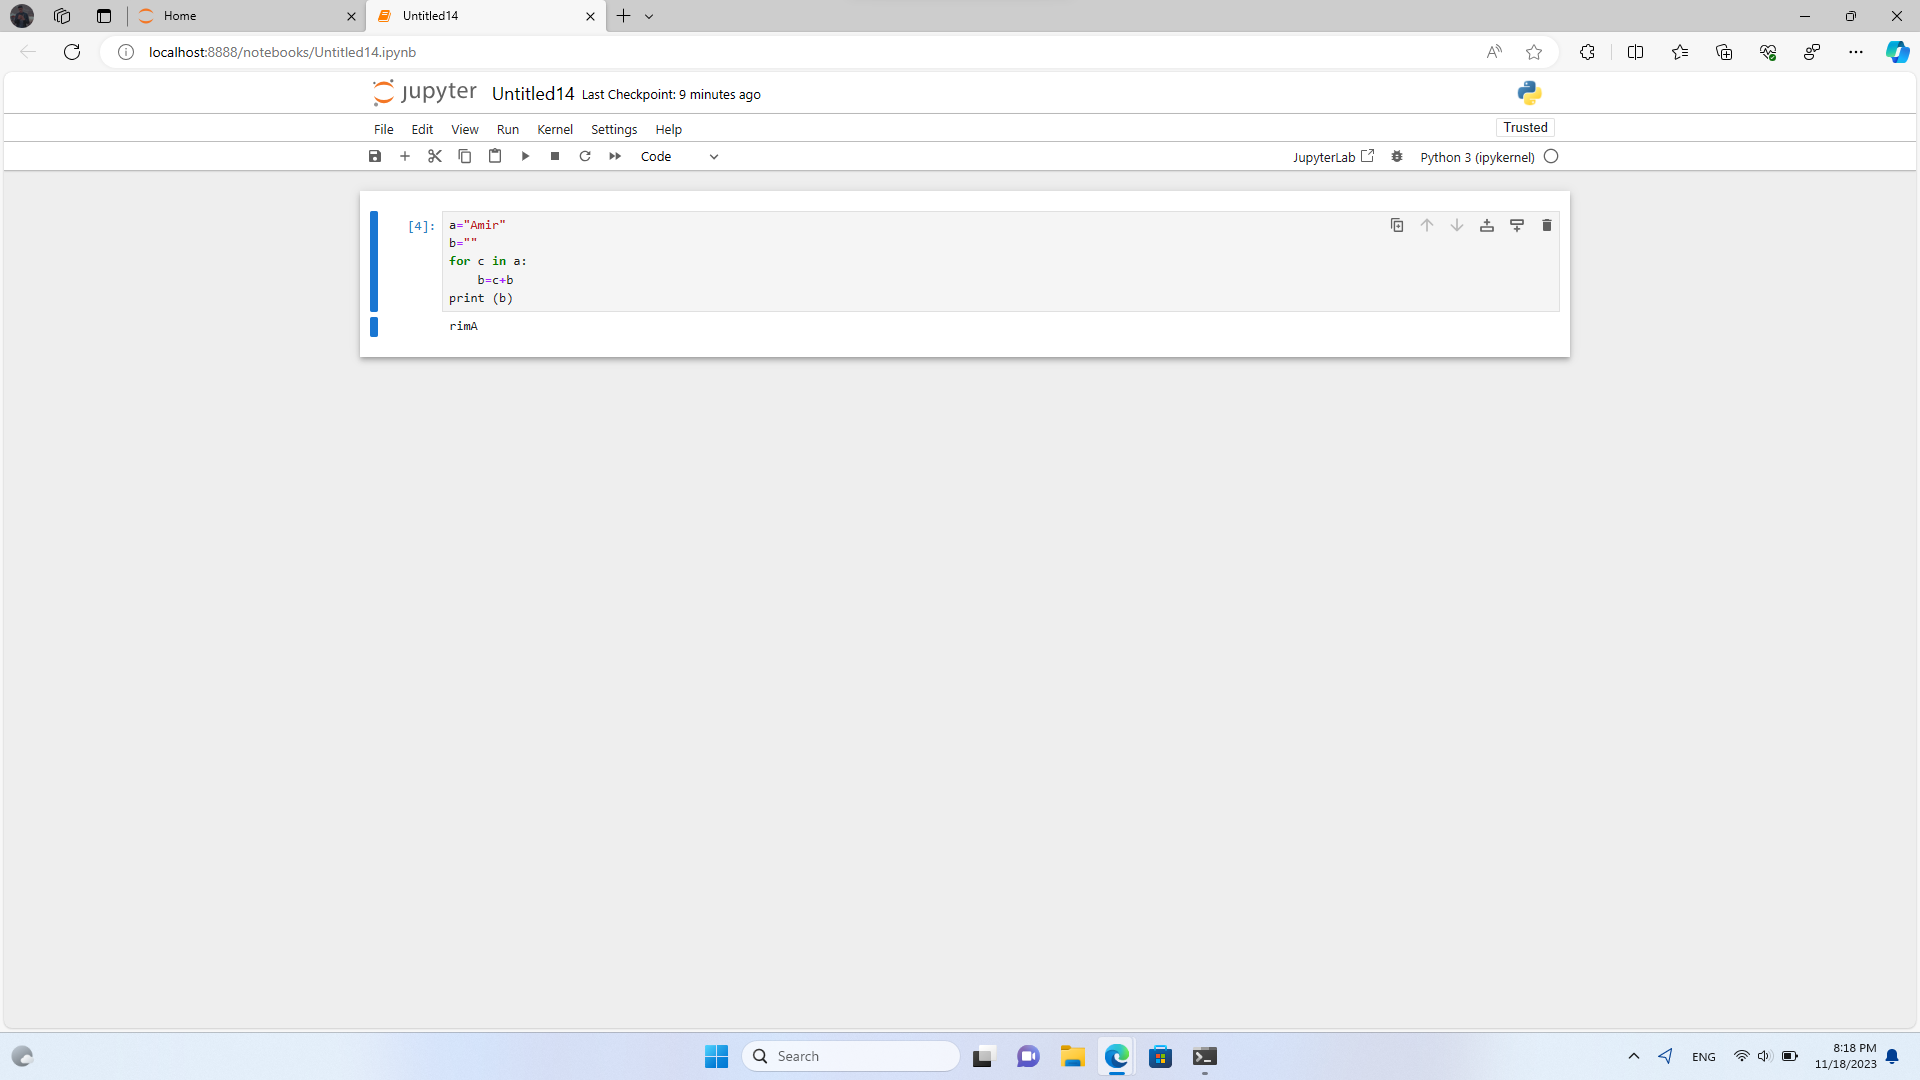 Home
Untitled14
localhost:8888/notebooks/Untitled14.ipynb
jupyter Untitled14 Last Checkpoint: 9 minutes ago
File Edit View Run Kernel Settings Help
Trusted
Code
JupyterLab
Python 3 (ipykernel)
[4]:
a="Amir"
b=""
for c in a:
    b=c+b
print (b)
rimA
Search
ENG
8:18 PM
11/18/2023